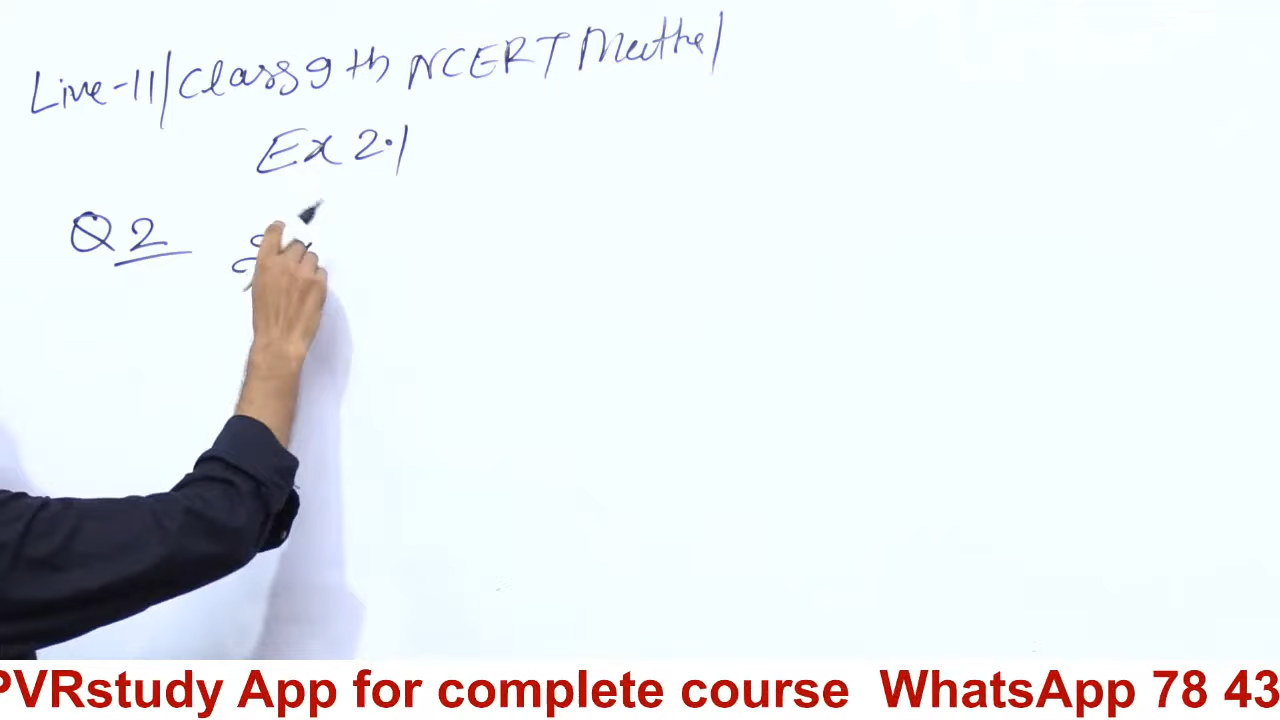 Live-11/Class 9th NCERT Maths/
Ex 2.1
Q 2
PVRstudy App for complete course WhatsApp 78 43